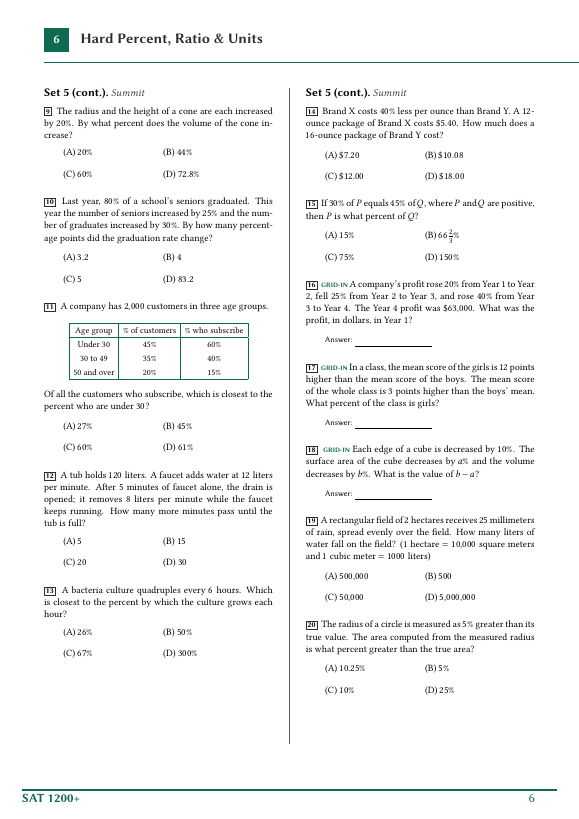 6 Hard Percent, Ratio & Units
Set 5 (cont.). Summit
9 The radius and the height of a cone are each increased
by 20%. By what percent does the volume of the cone in-
crease?
(A) 20% (B) 44%
(C) 60% (D) 72.8%
10 Last year, 80% of a school's seniors graduated. This
year the number of seniors increased by 25% and the num-
ber of graduates increased by 30%. By how many percent-
age points did the graduation rate change?
(A) 3.2 (B) 4
(C) 5 (D) 83.2
11 A company has 2,000 customers in three age groups.
Age group % of customers % who subscribe
Under 30 45% 60%
30 to 49 35% 40%
50 and over 20% 15%
Of all the customers who subscribe, which is closest to the
percent who are under 30?
(A) 27% (B) 45%
(C) 60% (D) 61%
12 A tub holds 120 liters. A faucet adds water at 12 liters
per minute. After 5 minutes of faucet alone, the drain is
opened; it removes 8 liters per minute while the faucet
keeps running. How many more minutes pass until the
tub is full?
(A) 5 (B) 15
(C) 20 (D) 30
13 A bacteria culture quadruples every 6 hours. Which
is closest to the percent by which the culture grows each
hour?
(A) 26% (B) 50%
(C) 67% (D) 300%
Set 5 (cont.). Summit
14 Brand X costs 40% less per ounce than Brand Y. A 12-
ounce package of Brand X costs $5.40. How much does a
16-ounce package of Brand Y cost?
(A) $7.20 (B) $10.08
(C) $12.00 (D) $18.00
15 If 30% of P equals 45% of Q, where P and Q are positive,
then P is what percent of Q?
(A) 15% (B) 66 2/3%
(C) 75% (D) 150%
16 GRID-IN A company's profit rose 20% from Year 1 to Year
2, fell 25% from Year 2 to Year 3, and rose 40% from Year
3 to Year 4. The Year 4 profit was $63,000. What was the
profit, in dollars, in Year 1?
Answer:
17 GRID-IN In a class, the mean score of the girls is 12 points
higher than the mean score of the boys. The mean score
of the whole class is 3 points higher than the boys' mean.
What percent of the class is girls?
Answer:
18 GRID-IN Each edge of a cube is decreased by 10%. The
surface area of the cube decreases by a% and the volume
decreases by b%. What is the value of b − a?
Answer:
19 A rectangular field of 2 hectares receives 25 millimeters
of rain, spread evenly over the field. How many liters of
water fall on the field? (1 hectare = 10,000 square meters
and 1 cubic meter = 1000 liters)
(A) 500,000 (B) 500
(C) 50,000 (D) 5,000,000
20 The radius of a circle is measured as 5% greater than its
true value. The area computed from the measured radius
is what percent greater than the true area?
(A) 10.25% (B) 5%
(C) 10% (D) 25%
SAT 1200+ 6